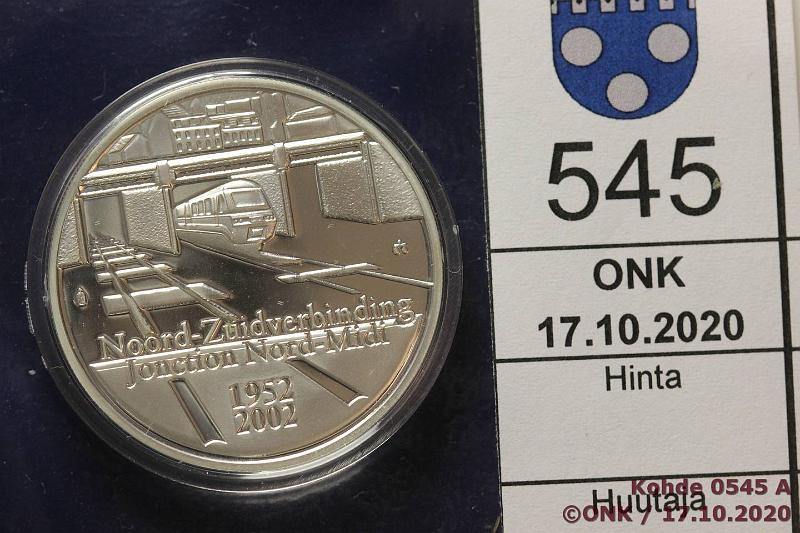 Noord-Zuidverbinding
Jonction Nord-Midi
1952
2002
545
ONK
17.10.2020
Hinta
Huutaja
Kohde 0545 A
©ONK / 17.10.2020